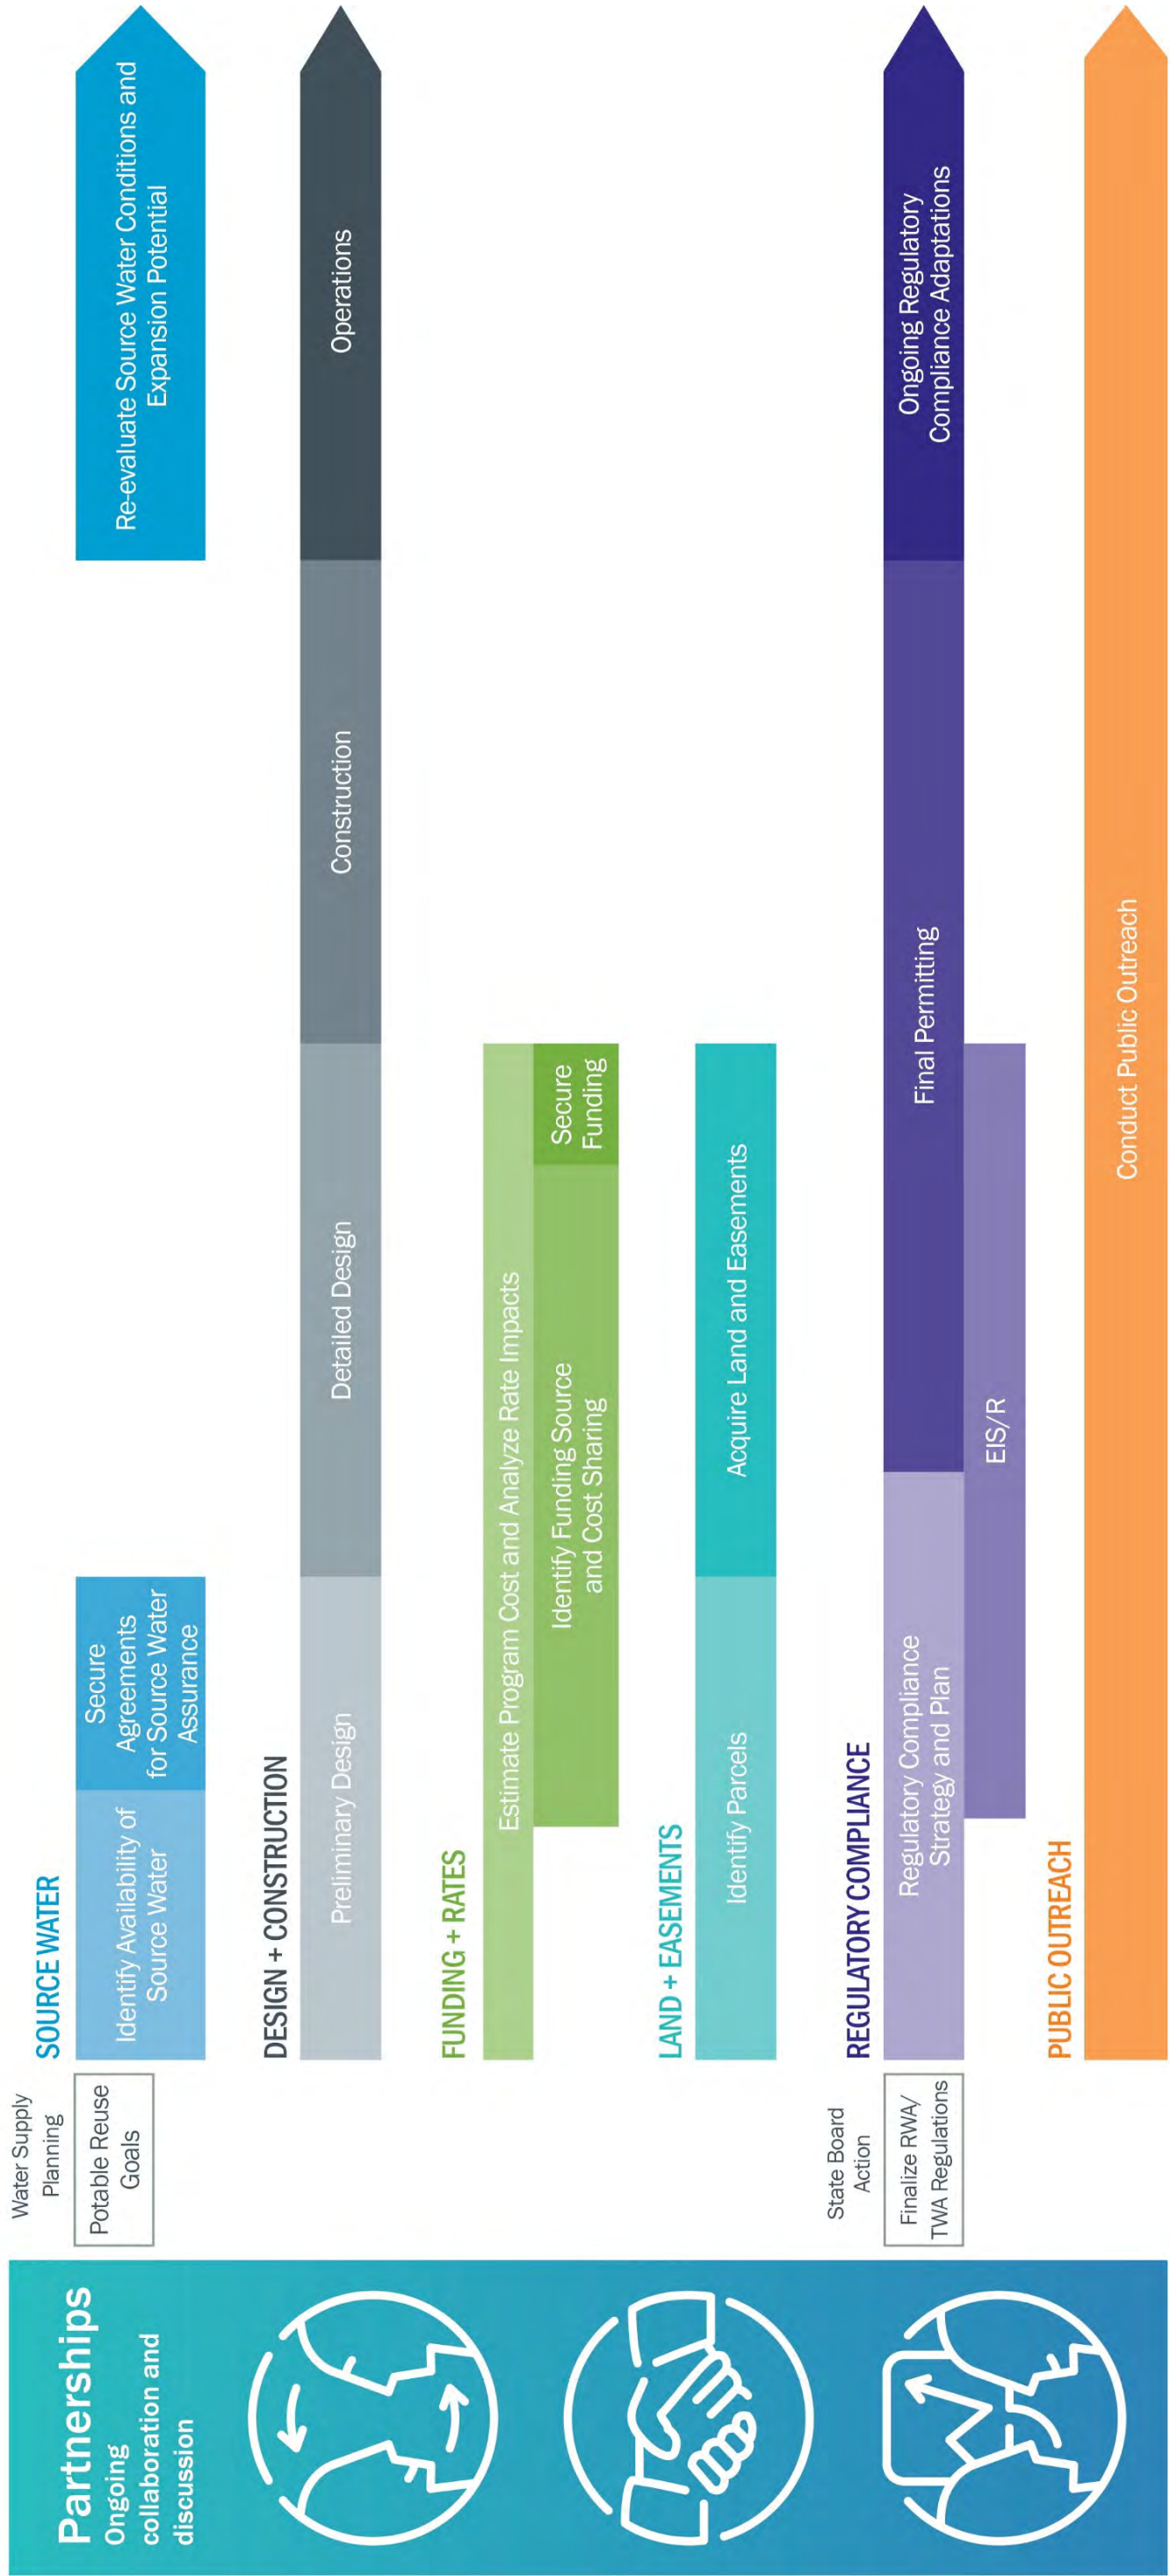 Partnerships
Ongoing
collaboration and
discussion
Water Supply
Planning
Potable Reuse
Goals
SOURCE WATER
Identify Availability of
Source Water
Secure
Agreements
for Source Water
Assurance
Re-evaluate Source Water Conditions and
Expansion Potential
DESIGN + CONSTRUCTION
Preliminary Design
Detailed Design
Construction
Operations
FUNDING + RATES
Estimate Program Cost and Analyze Rate Impacts
Identify Funding Source
and Cost Sharing
Secure
Funding
LAND + EASEMENTS
Identify Parcels
Acquire Land and Easements
State Board
Action
Finalize RWA/
TWA Regulations
REGULATORY COMPLIANCE
Regulatory Compliance
Strategy and Plan
Final Permitting
Ongoing Regulatory
Compliance Adaptations
EIS/R
PUBLIC OUTREACH
Conduct Public Outreach